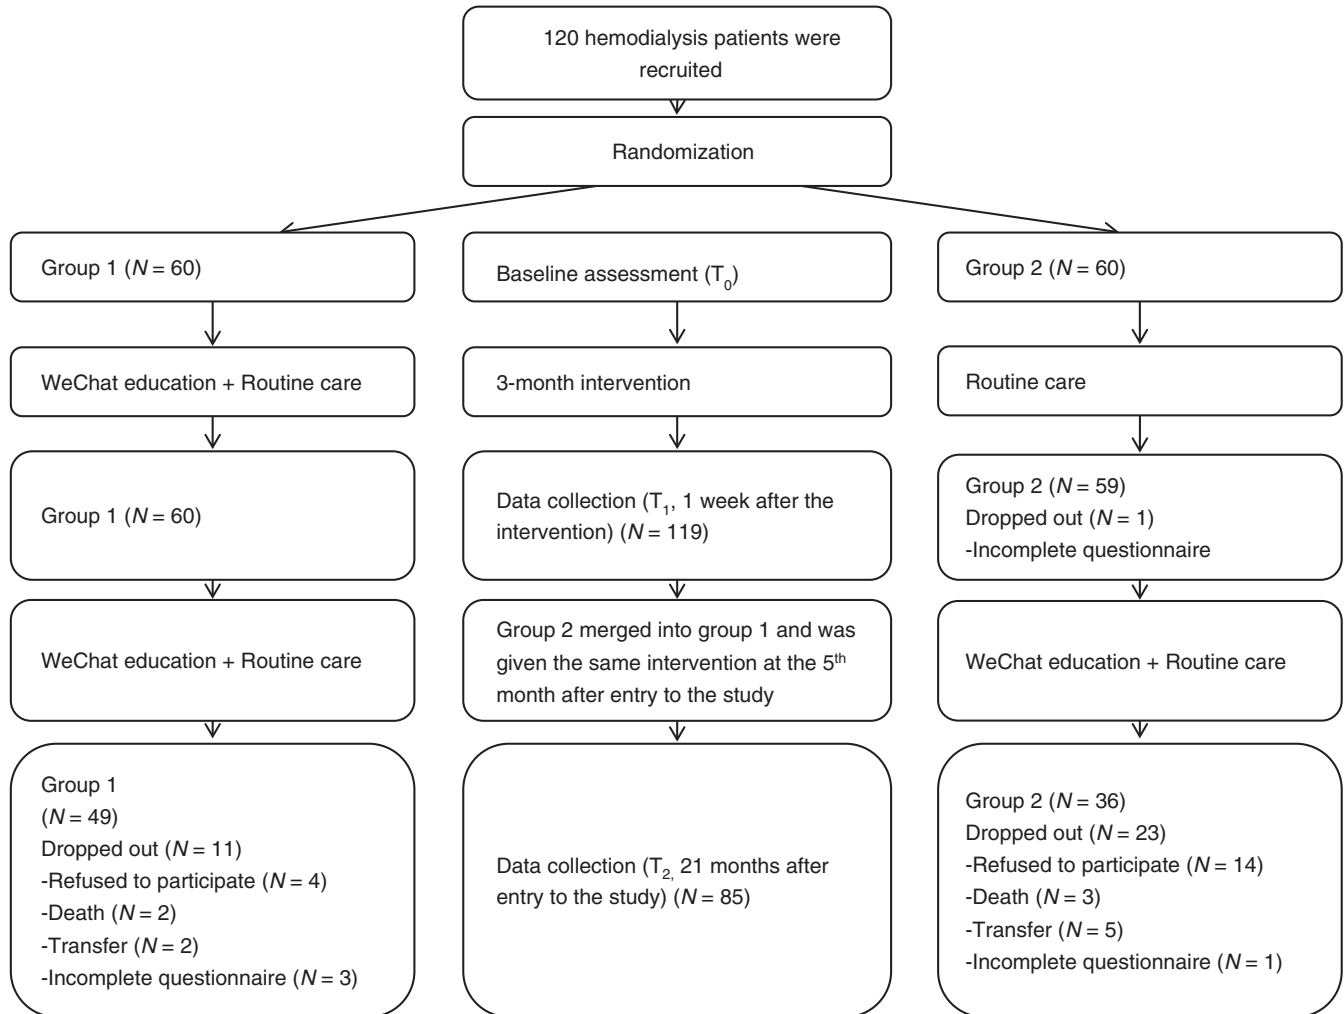 120 hemodialysis patients were
recruited
Randomization
Group 1 (N = 60)
Baseline assessment (T0)
Group 2 (N = 60)
WeChat education + Routine care
3-month intervention
Routine care
Group 1 (N = 60)
Data collection (T1, 1 week after the
intervention) (N = 119)
Group 2 (N = 59)
Dropped out (N = 1)
-Incomplete questionnaire
WeChat education + Routine care
Group 2 merged into group 1 and was
given the same intervention at the 5th
month after entry to the study
WeChat education + Routine care
Group 1
(N = 49)
Dropped out (N = 11)
-Refused to participate (N = 4)
-Death (N = 2)
-Transfer (N = 2)
-Incomplete questionnaire (N = 3)
Data collection (T2, 21 months after
entry to the study) (N = 85)
Group 2 (N = 36)
Dropped out (N = 23)
-Refused to participate (N = 14)
-Death (N = 3)
-Transfer (N = 5)
-Incomplete questionnaire (N = 1)